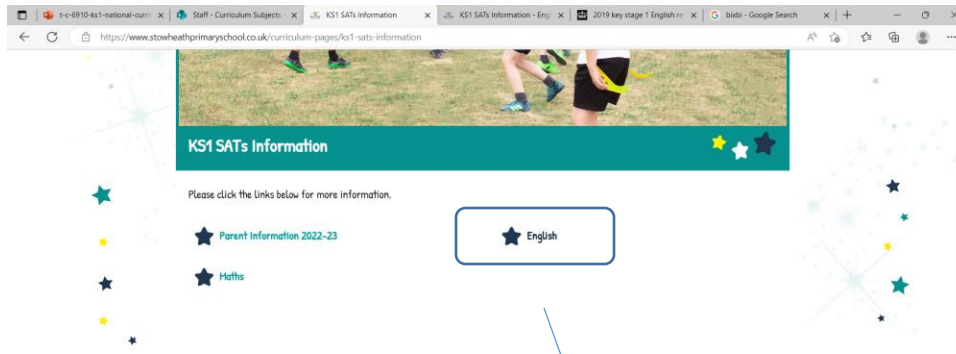 t-c-6910-ks1-national-curri
Staff - Curriculum Subjects
KS1 SATs Information
KS1 SATs Information - Engl
2019 key stage 1 English re
bixbi - Google Search
https://www.stowheathprimaryschool.co.uk/curriculum-pages/ks1-sats-information
KS1 SATs Information
Please click the links below for more information.
Parent Information 2022-23
English
Maths